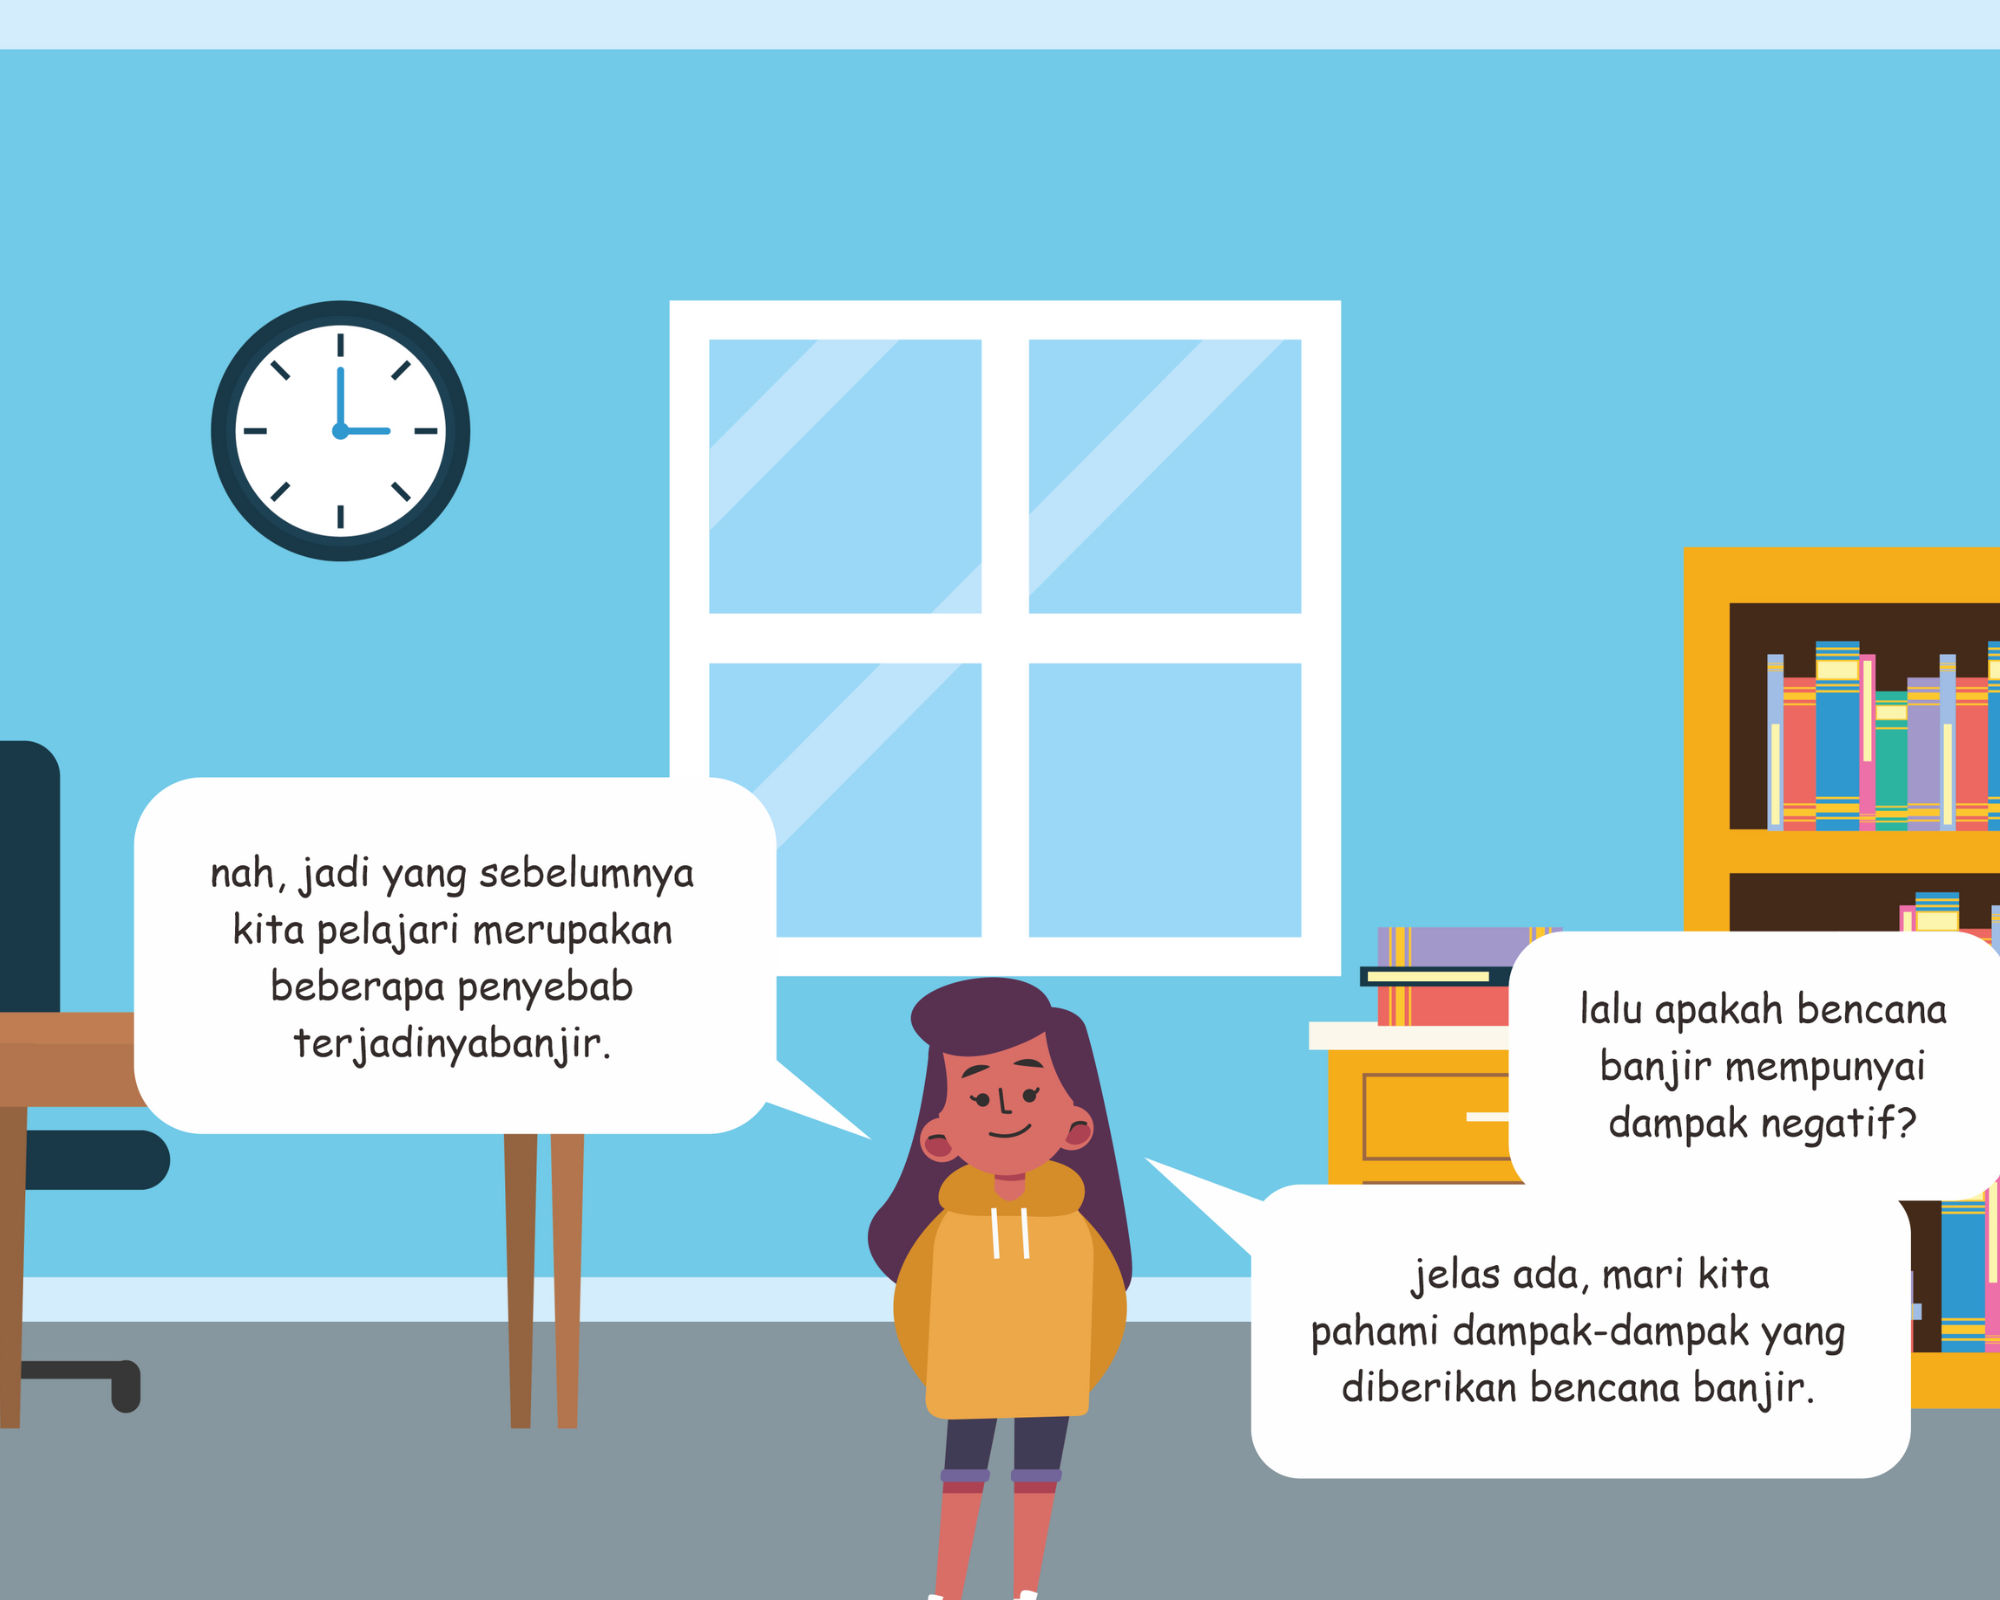 nah, jadi yang sebelumnya
kita pelajari merupakan
beberapa penyebab
terjadinyabanjir.
lalu apakah bencana
banjir mempunyai
dampak negatif?
jelas ada, mari kita
pahami dampak-dampak yang
diberikan bencana banjir.